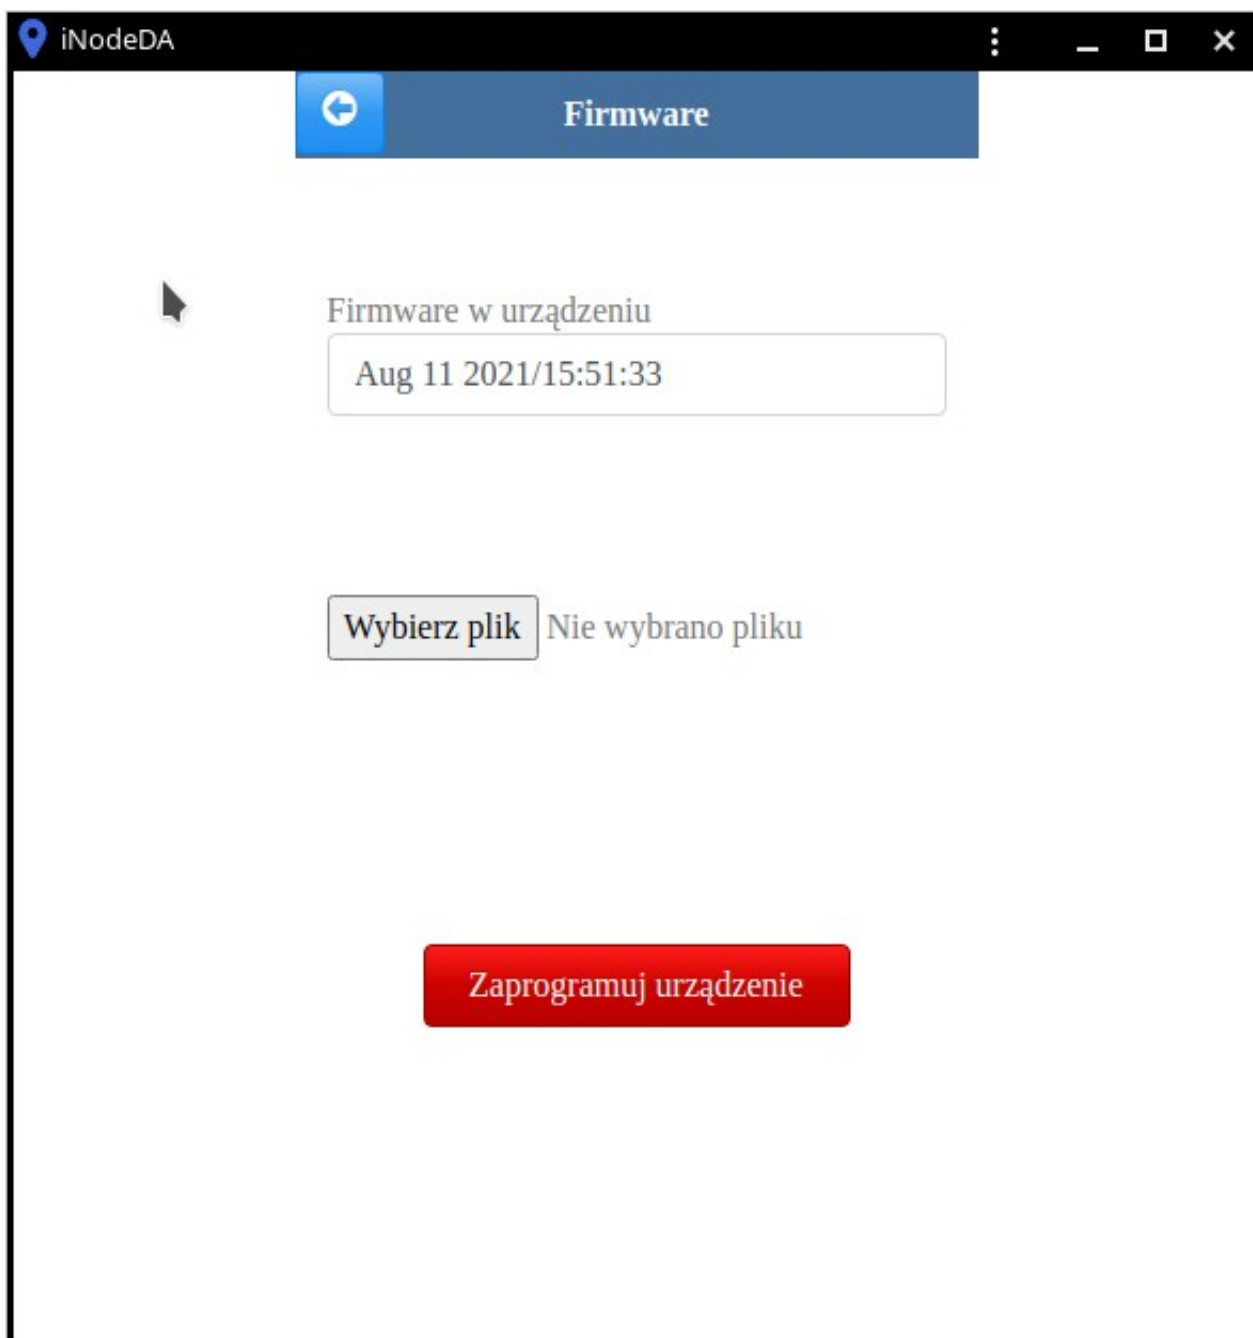 iNodeDA
Firmware
Firmware w urządzeniu
Aug 11 2021/15:51:33
Wybierz plik Nie wybrano pliku
Zaprogramuj urządzenie